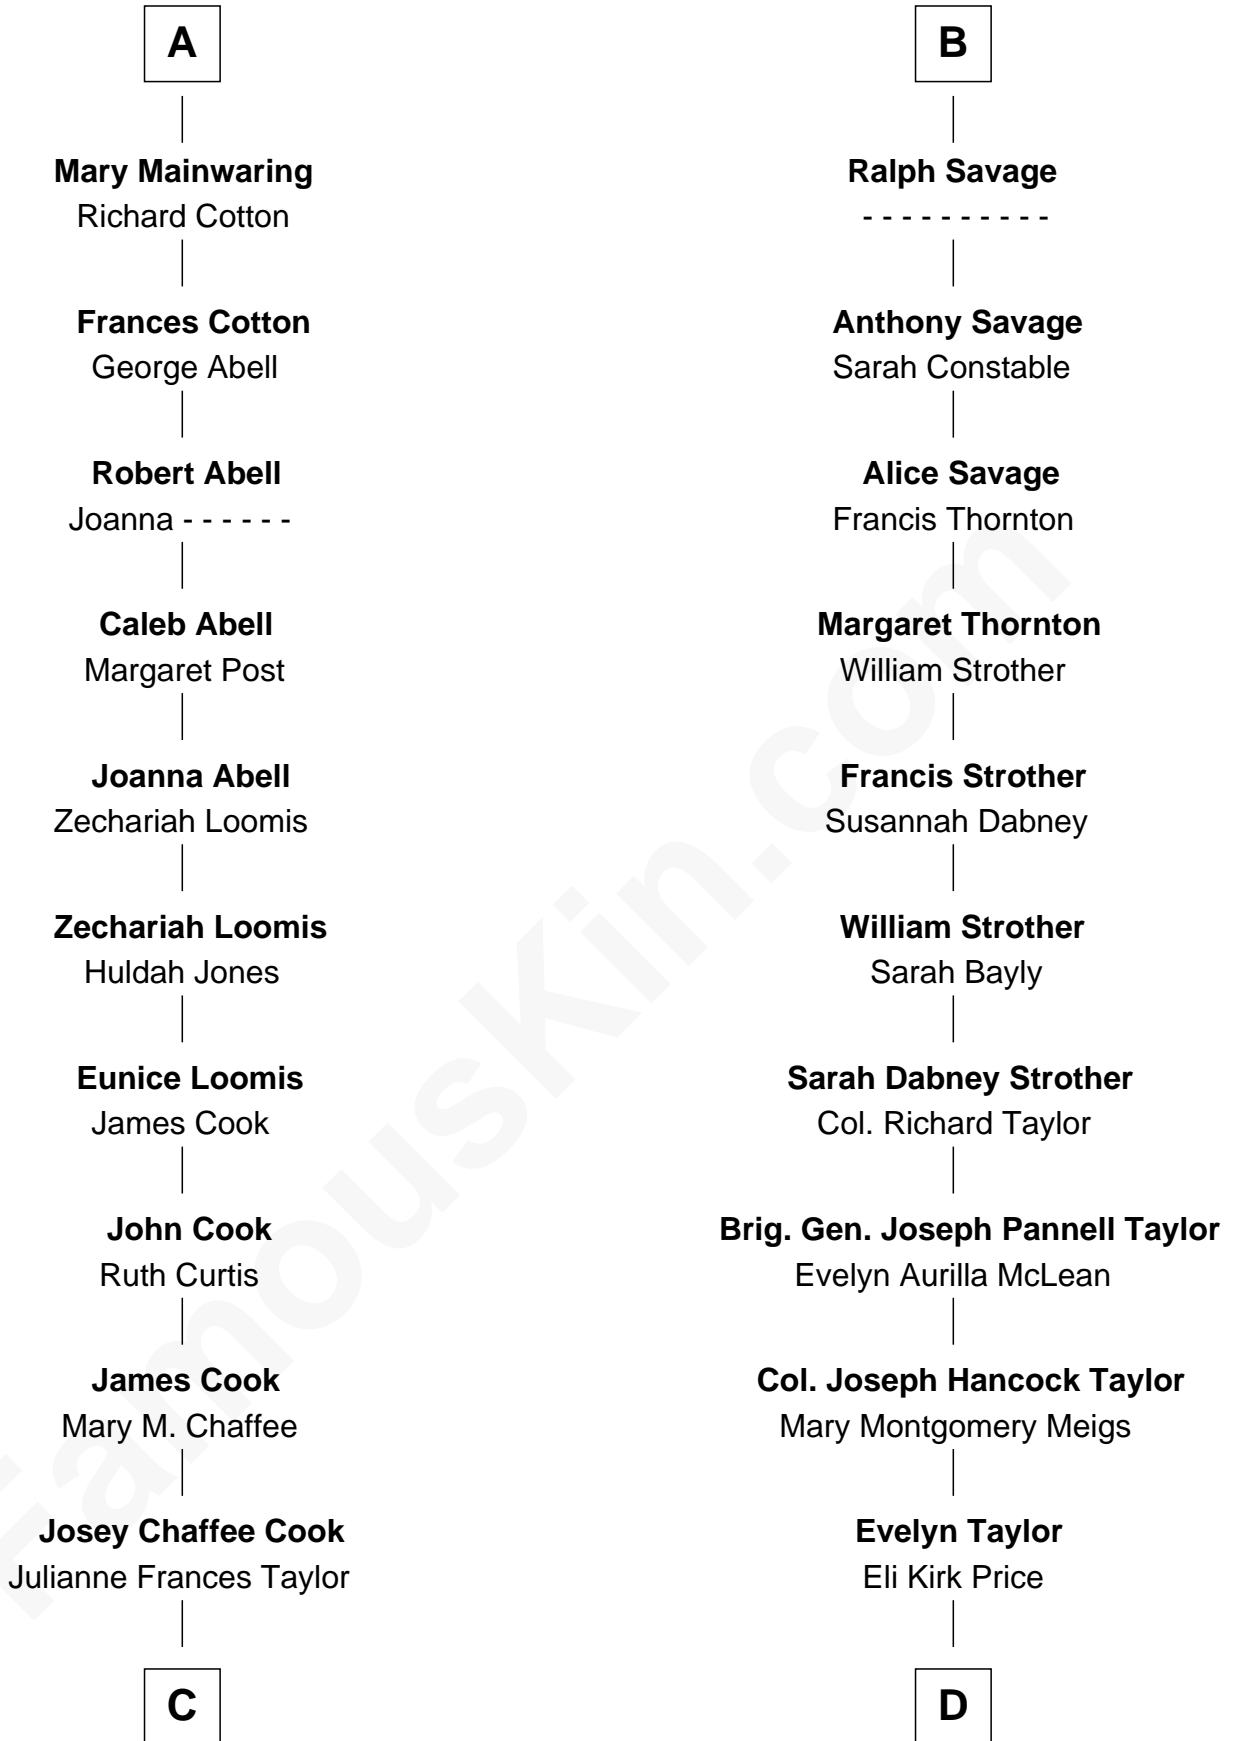 A
Mary Mainwaring
Richard Cotton
Frances Cotton
George Abell
Robert Abell
Joanna - - - - - -
Caleb Abell
Margaret Post
Joanna Abell
Zechariah Loomis
Zechariah Loomis
Huldah Jones
Eunice Loomis
James Cook
John Cook
Ruth Curtis
James Cook
Mary M. Chaffee
Josey Chaffee Cook
Julianne Frances Taylor
C
B
Ralph Savage
- - - - - - - - - -
Anthony Savage
Sarah Constable
Alice Savage
Francis Thornton
Margaret Thornton
William Strother
Francis Strother
Susannah Dabney
William Strother
Sarah Bayly
Sarah Dabney Strother
Col. Richard Taylor
Brig. Gen. Joseph Pannell Taylor
Evelyn Aurilla McLean
Col. Joseph Hancock Taylor
Mary Montgomery Meigs
Evelyn Taylor
Eli Kirk Price
D
FamousKin.com